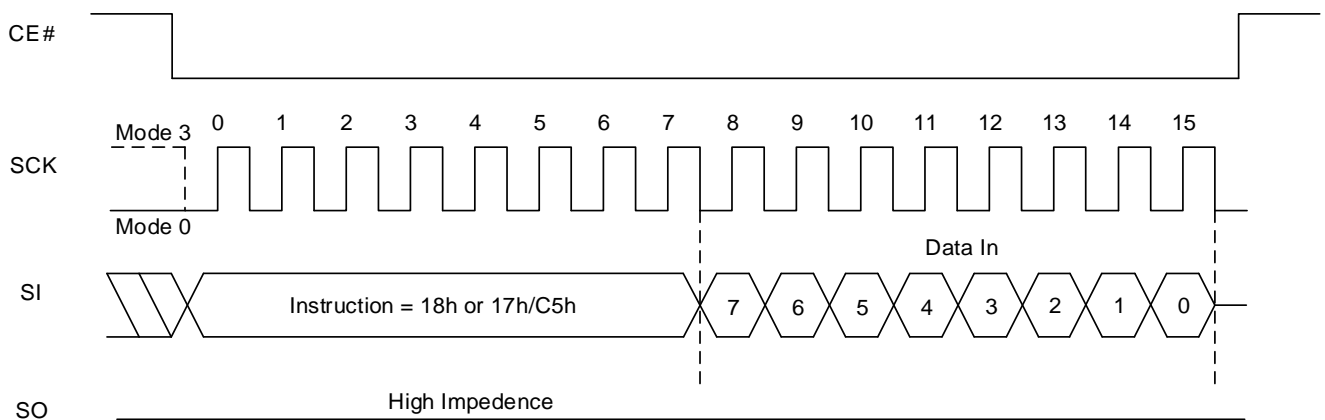 CE#
Mode 3 0 1 2 3 4 5 6 7 8 9 10 11 12 13 14 15
SCK
Mode 0
Data In
SI
Instruction = 18h or 17h/C5h 7 6 5 4 3 2 1 0
High Impedence
SO